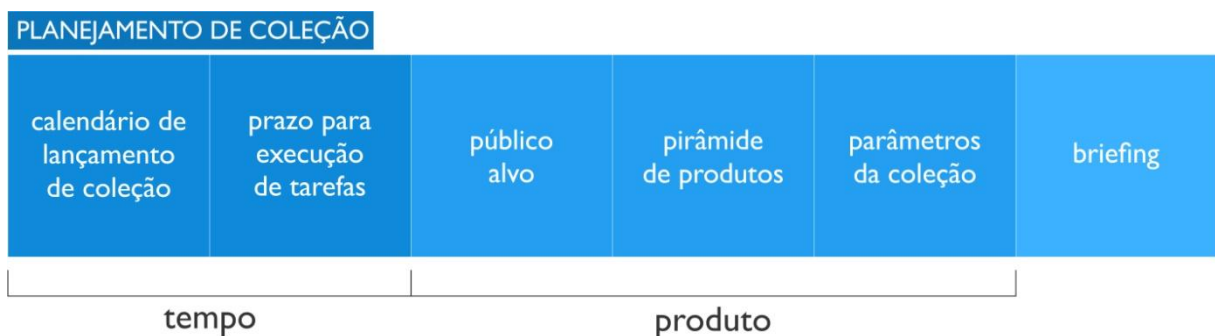 PLANEJAMENTO DE COLEÇÃO
calendário de
lançamento
de coleção
prazo para
execução
de tarefas
público
alvo
pirâmide
de produtos
parâmetros
da coleção
briefing
tempo
produto